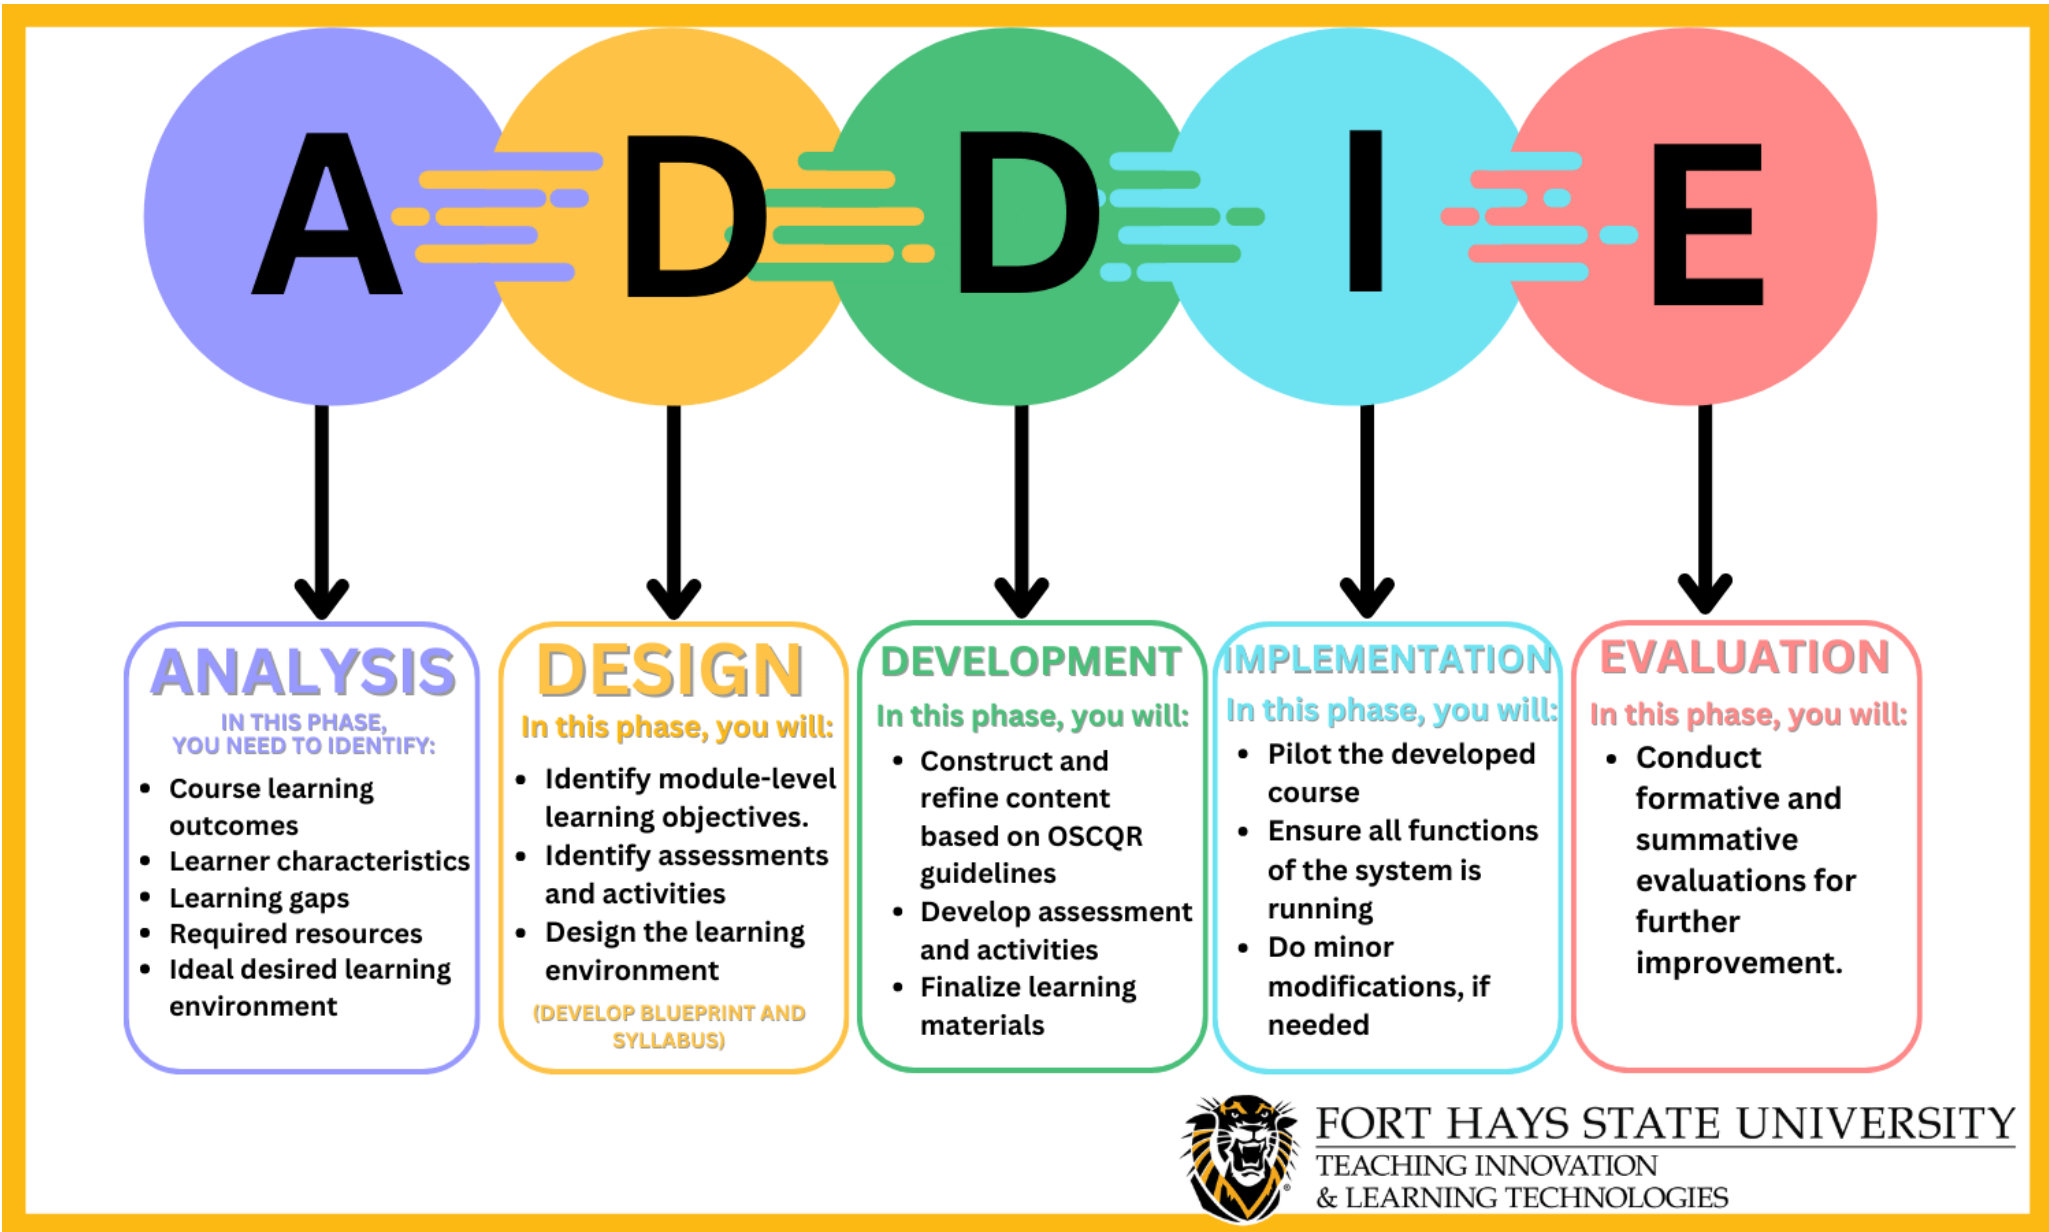 A D D I E
ANALYSIS
IN THIS PHASE,
YOU NEED TO IDENTIFY:
• Course learning
outcomes
• Learner characteristics
• Learning gaps
• Required resources
• Ideal desired learning
environment
DESIGN
In this phase, you will:
• Identify module-level
learning objectives.
• Identify assessments
and activities
• Design the learning
environment
(DEVELOP BLUEPRINT AND
SYLLABUS)
DEVELOPMENT
In this phase, you will:
• Construct and
refine content
based on OSCQR
guidelines
• Develop assessment
and activities
• Finalize learning
materials
IMPLEMENTATION
In this phase, you will:
• Pilot the developed
course
• Ensure all functions
of the system is
running
• Do minor
modifications, if
needed
EVALUATION
In this phase, you will:
• Conduct
formative and
summative
evaluations for
further
improvement.
®
FORT HAYS STATE UNIVERSITY
TEACHING INNOVATION
& LEARNING TECHNOLOGIES